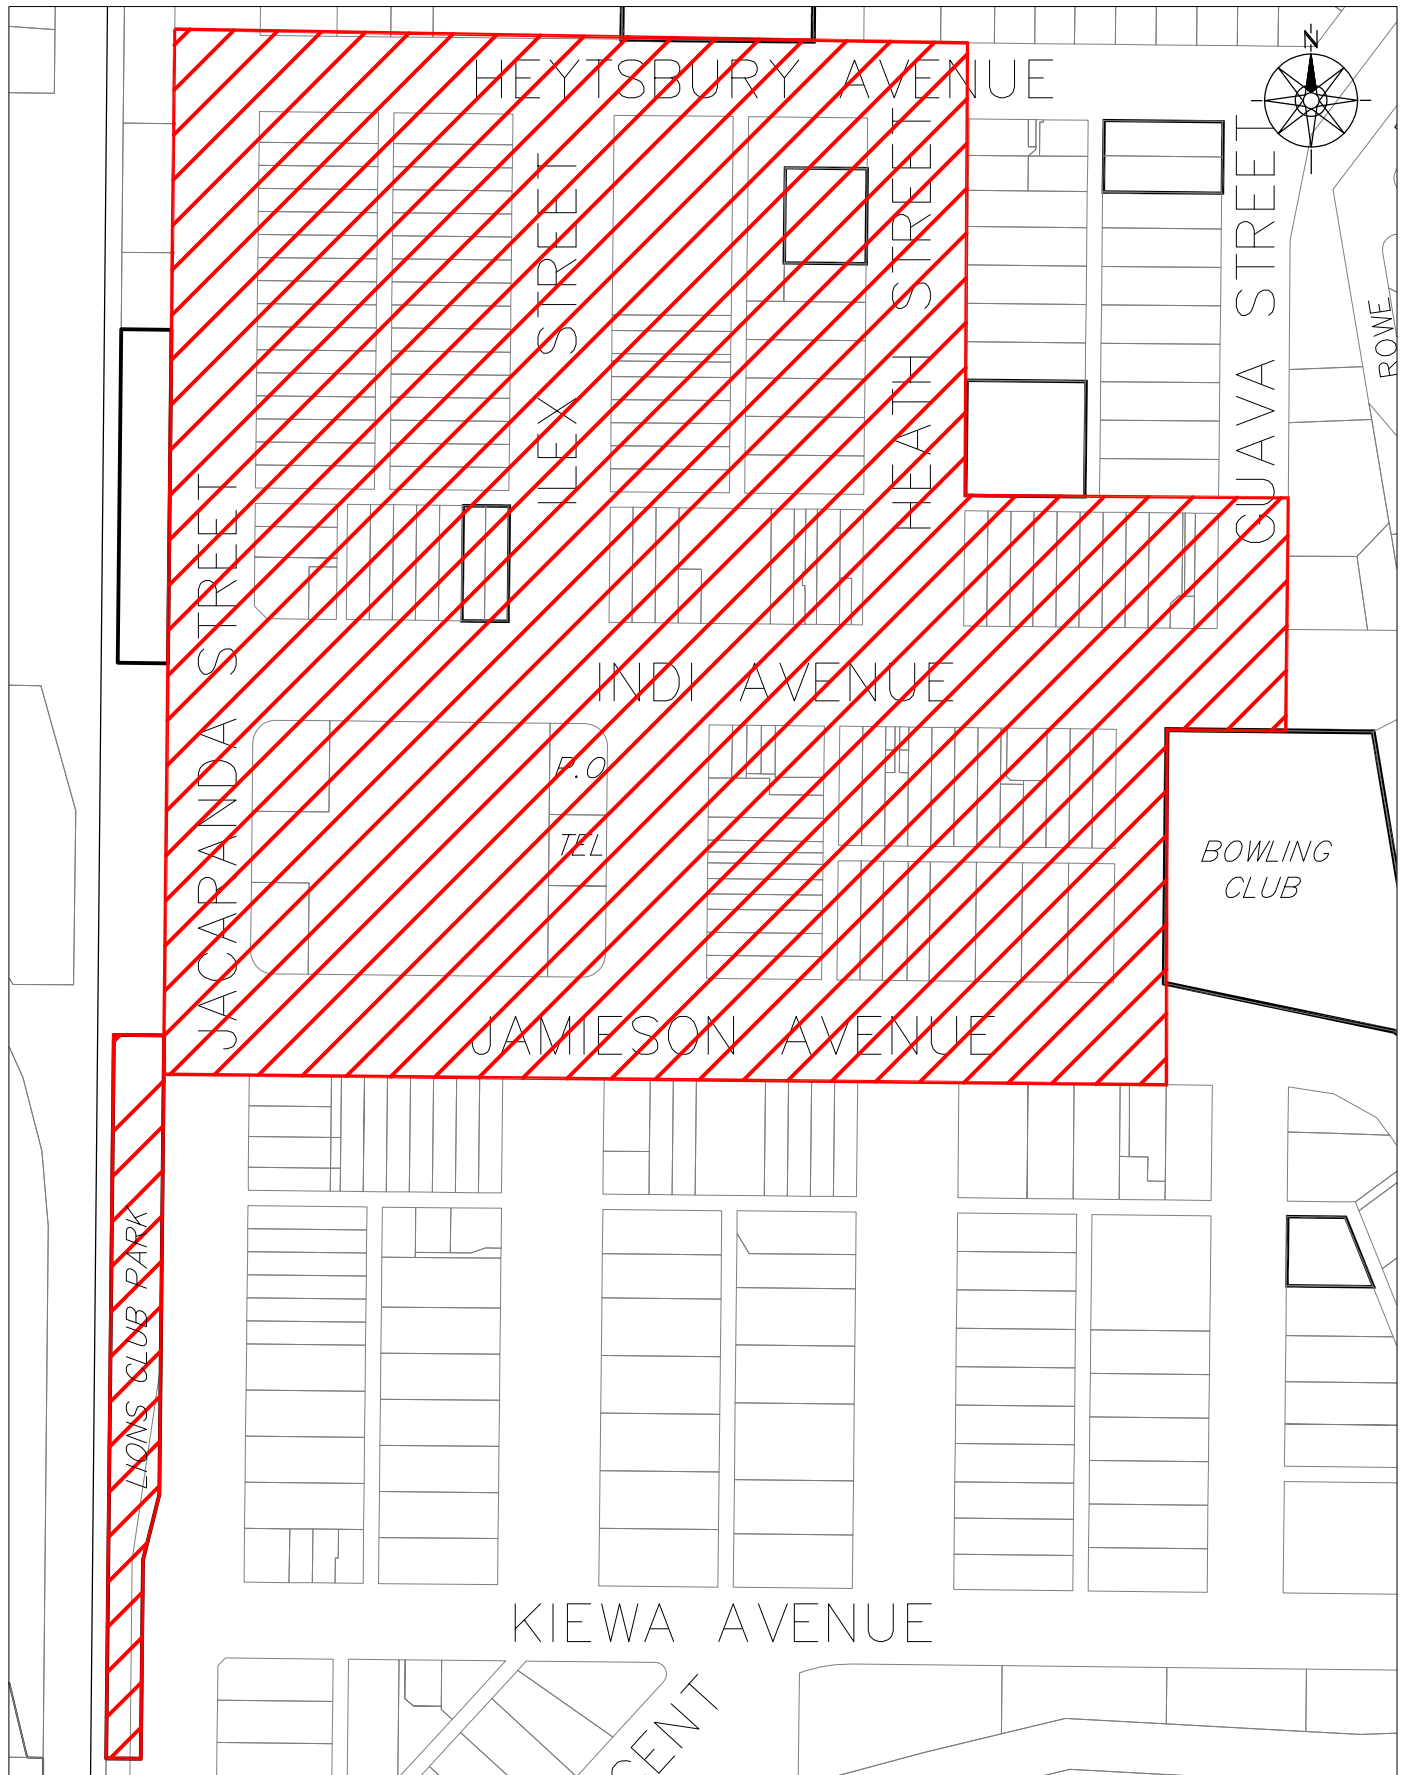 N
HEYTSBURY AVENUE
ILEX STREET
HEATH STREET
GUAVA STREET
ROWE
JACARANDA STREET
INDI AVENUE
P.O
TEL
BOWLING
CLUB
JAMIESON AVENUE
LIONS CLUB PARK
KIEWA AVENUE
CENT